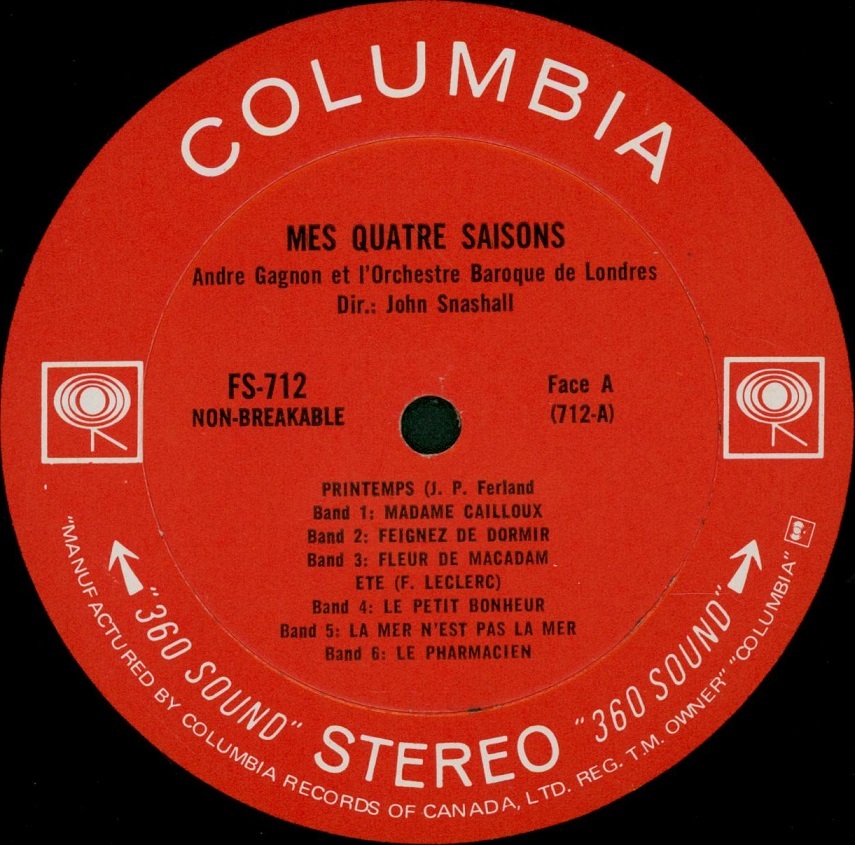 COLUMBIA
MES QUATRE SAISONS
Andre Gagnon et l'Orchestre Baroque de Londres
Dir.: John Snashall
FS-712
NON-BREAKABLE
Face A
(712-A)
PRINTEMPS (J. P. Ferland
Band 1: MADAME CAILLOUX
Band 2: FEIGNEZ DE DORMIR
Band 3: FLEUR DE MACADAM
ETE (F. LECLERC)
Band 4: LE PETIT BONHEUR
Band 5: LA MER N'EST PAS LA MER
Band 6: LE PHARMACIEN
"360 SOUND" STEREO "360 SOUND"
"MANUFACTURED BY COLUMBIA RECORDS OF CANADA, LTD. REG. T.M. OWNER" "COLUMBIA"